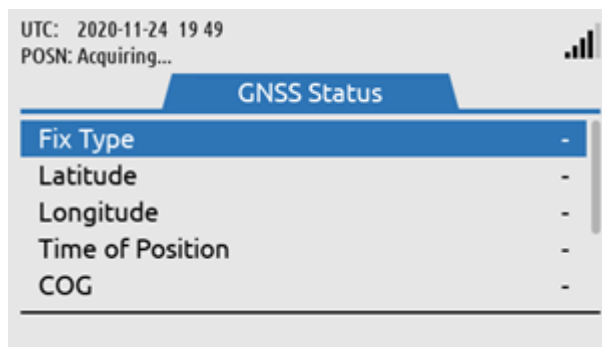 UTC: 2020-11-24 19 49
POSN: Acquiring...
GNSS Status
Fix Type -
Latitude -
Longitude -
Time of Position -
COG -